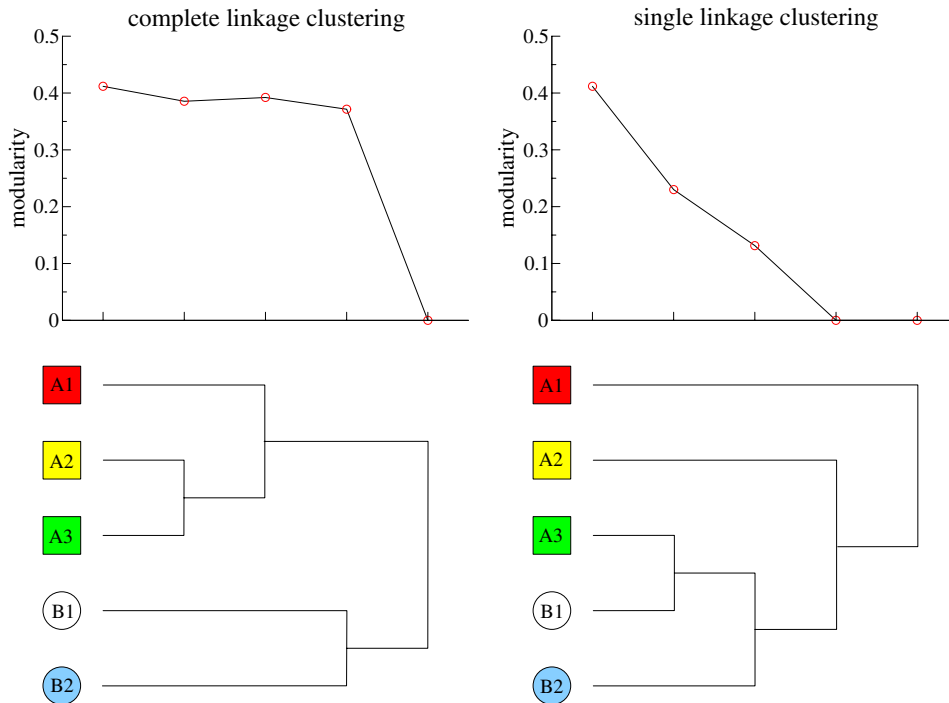 complete linkage clustering
0.5
0.4
0.3
0.2
0.1
0
modularity
A1
A2
A3
B1
B2
single linkage clustering
0.5
0.4
0.3
0.2
0.1
0
modularity
A1
A2
A3
B1
B2